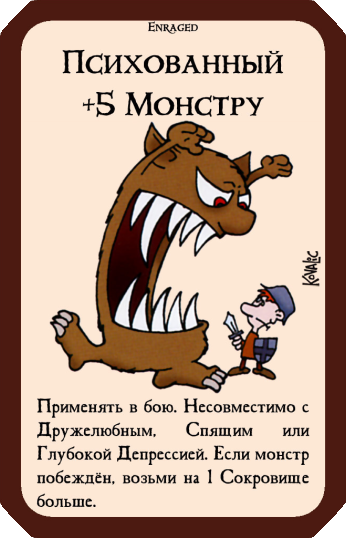 Enraged
Психованный
+5 Монстру
Kovalic
Применять в бою. Несовместимо с
Дружелюбным, Спящим или
Глубокой Депрессией. Если монстр
побеждён, возьми на 1 Сокровище
больше.